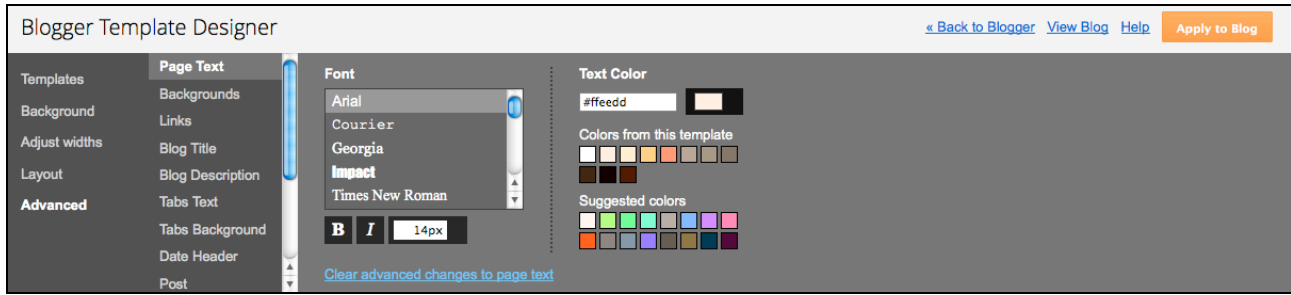 Blogger Template Designer
« Back to Blogger View Blog Help Apply to Blog
Templates
Background
Adjust widths
Layout
Advanced
Page Text
Backgrounds
Links
Blog Title
Blog Description
Tabs Text
Tabs Background
Date Header
Post
Font
Arial
Courier
Georgia
Impact
Times New Roman
B I 14px
Clear advanced changes to page text
Text Color
#ffeedd
Colors from this template
Suggested colors